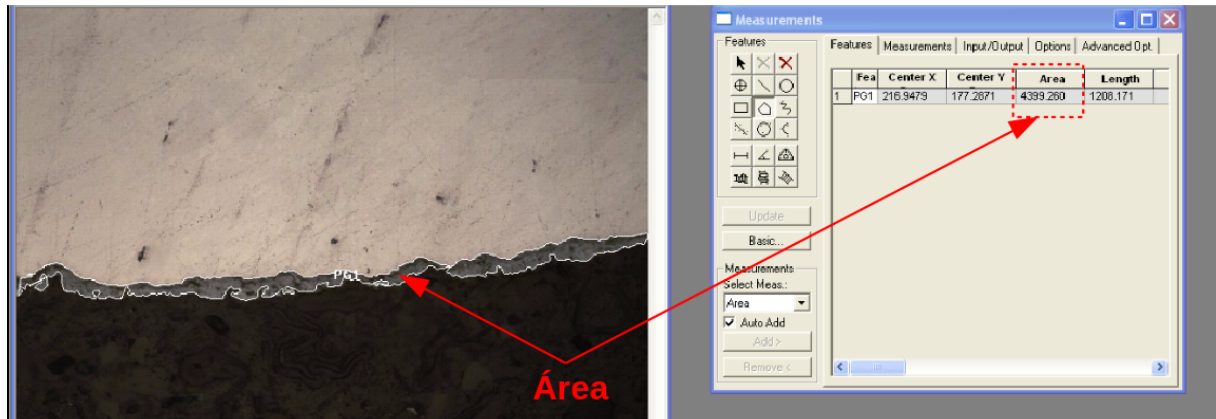 Measurements
Features
Features Measurements Input/Output Options Advanced Opt.
Fea Center X Center Y Area Length
1 PG1 216.9479 177.2671 4399.260 1208.171
PG1
Update
Basic...
Measurements
Select Meas.:
Area
Auto Add
Add >
Remove <
Área